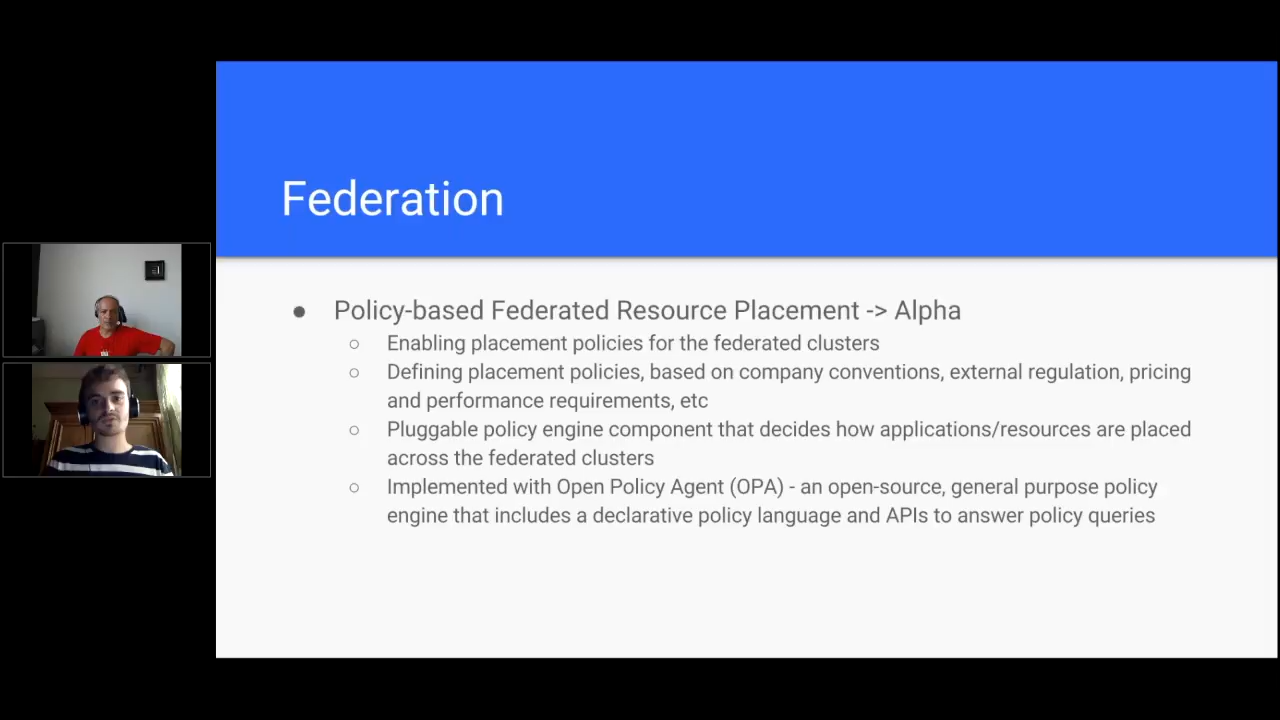 Federation
● Policy-based Federated Resource Placement -> Alpha
○ Enabling placement policies for the federated clusters
○ Defining placement policies, based on company conventions, external regulation, pricing
and performance requirements, etc
○ Pluggable policy engine component that decides how applications/resources are placed
across the federated clusters
○ Implemented with Open Policy Agent (OPA) - an open-source, general purpose policy
engine that includes a declarative policy language and APIs to answer policy queries